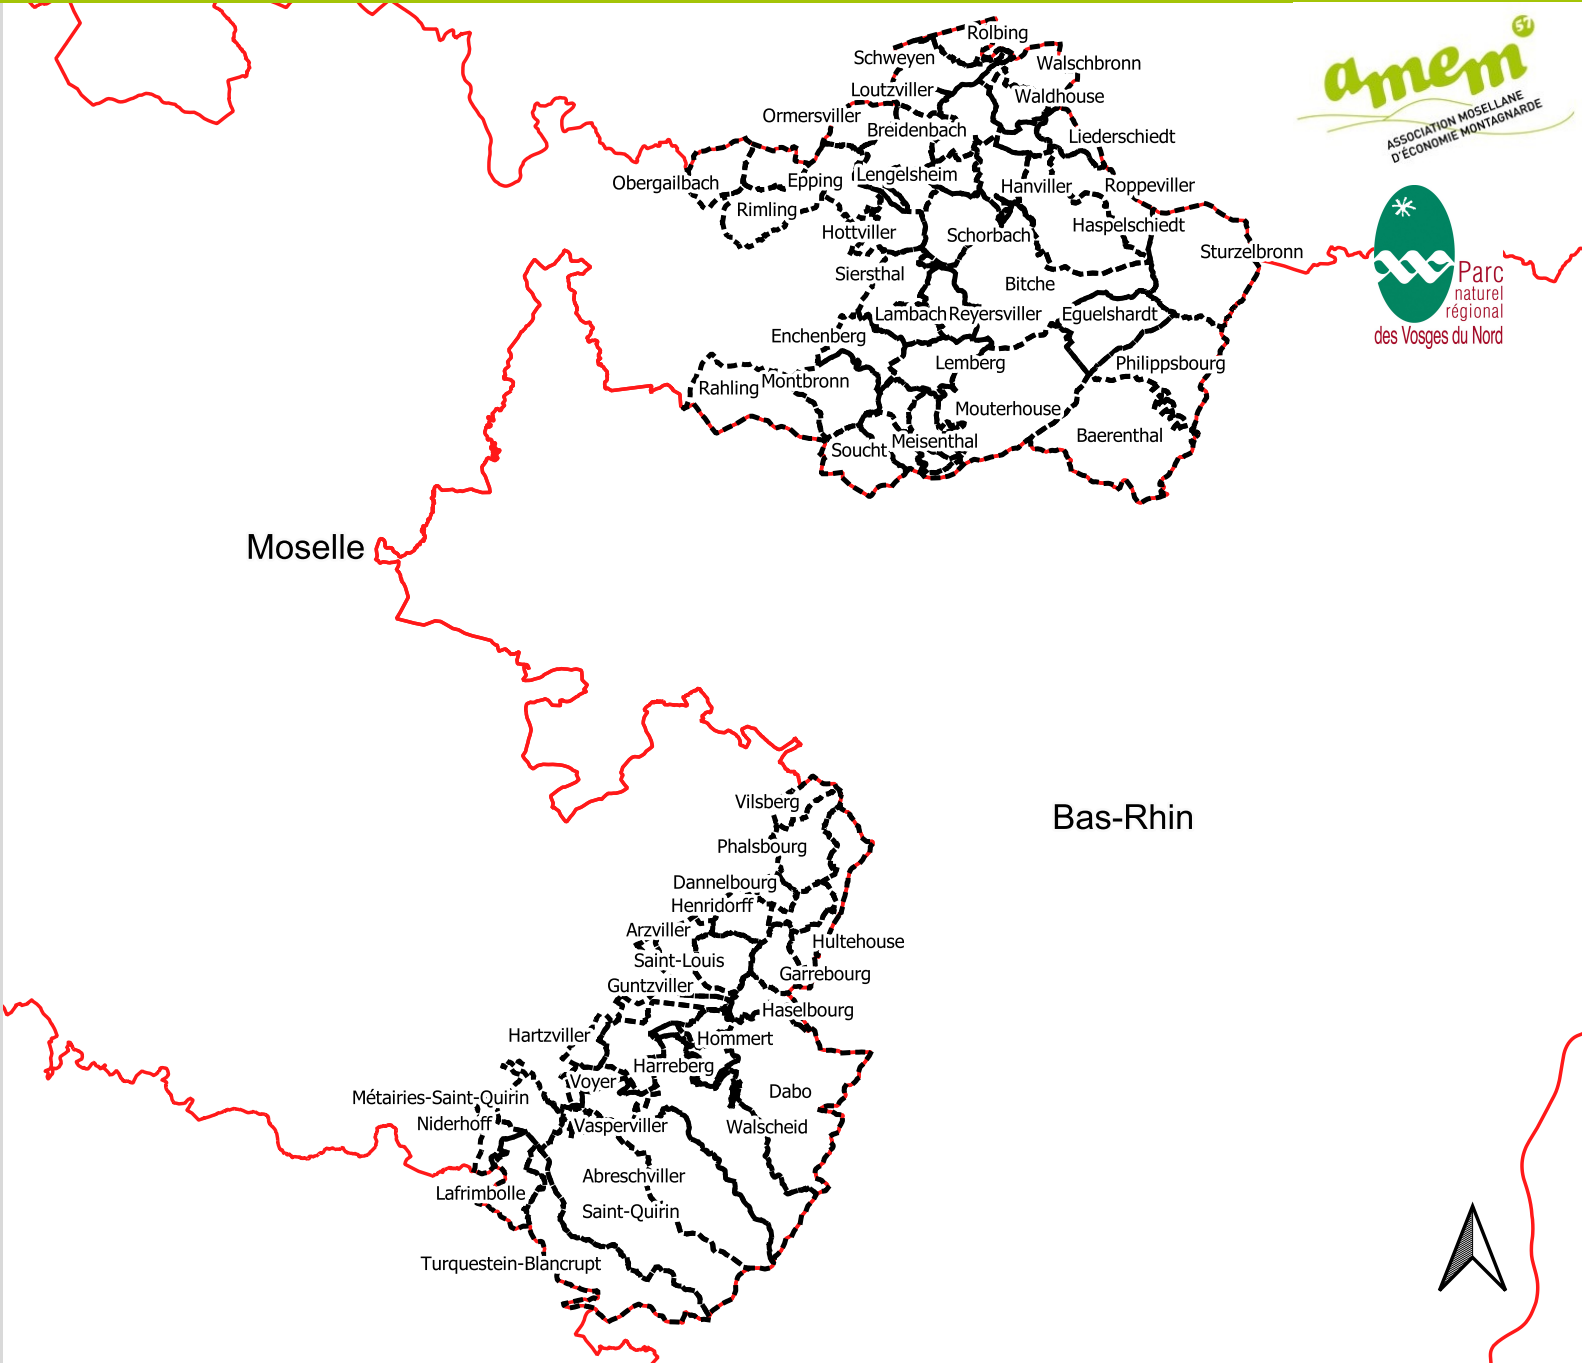 Rolbing
Schweyen
Walschbronn
Loutzviller
Waldhouse
Ormersviller
Breidenbach
Liederschiedt
Obergailbach
Epping
Lengelsheim
Hanviller
Roppeviller
Rimling
Hottviller
Schorbach
Haspelschiedt
Sturzelbronn
Siersthal
Bitche
Lambach
Reyersviller
Eguelshardt
Enchenberg
Lemberg
Philippsbourg
Rahling
Montbronn
Mouterhouse
Soucht
Meisenthal
Baerenthal
amem
57
ASSOCIATION MOSELLANE
D'ÉCONOMIE MONTAGNARDE
Parc
naturel
régional
des Vosges du Nord
Moselle
Bas-Rhin
Vilsberg
Phalsbourg
Dannelbourg
Henridorff
Arzviller
Hultehouse
Saint-Louis
Garrebourg
Guntzviller
Haselbourg
Hartzviller
Hommert
Harreberg
Voyer
Dabo
Métairies-Saint-Quirin
Niderhoff
Vasperviller
Walscheid
Abreschviller
Lafrimbolle
Saint-Quirin
Turquestein-Blancrupt